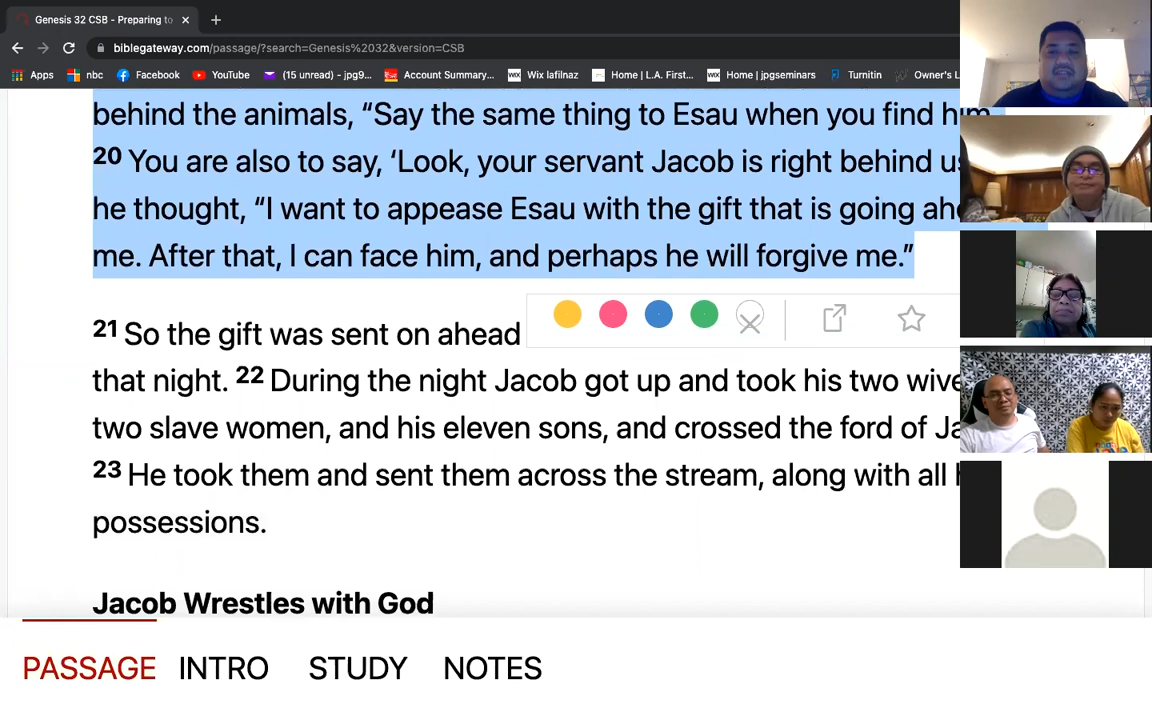 Genesis 32 CSB - Preparing to
biblegateway.com/passage/?search=Genesis%2032&version=CSB
Apps nbc Facebook YouTube (15 unread) - jpg9... Account Summary... Wix lafilnaz Home | L.A. First... Home | jpgseminars Turnitin Owner's L
behind the animals, “Say the same thing to Esau when you find him.
20 You are also to say, ‘Look, your servant Jacob is right behind us
he thought, “I want to appease Esau with the gift that is going ahe
me. After that, I can face him, and perhaps he will forgive me.”
21 So the gift was sent on ahead
that night. 22 During the night Jacob got up and took his two wive
two slave women, and his eleven sons, and crossed the ford of Ja
23 He took them and sent them across the stream, along with all h
possessions.
Jacob Wrestles with God
PASSAGE INTRO STUDY NOTES